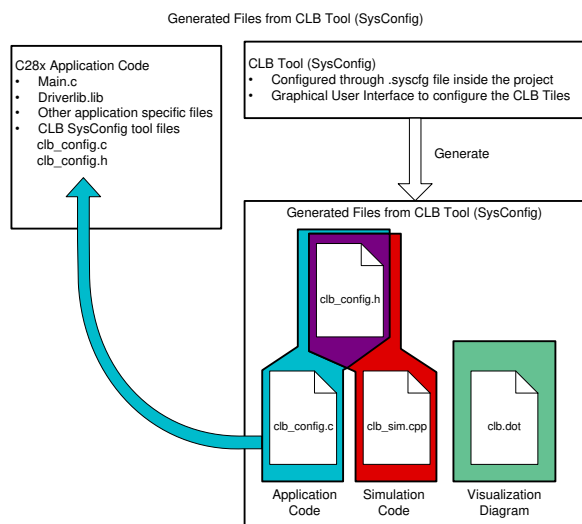 Generated Files from CLB Tool (SysConfig)
C28x Application Code
• Main.c
• Driverlib.lib
• Other application specific files
• CLB SysConfig tool files
clb_config.c
clb_config.h
CLB Tool (SysConfig)
• Configured through .syscfg file inside the project
• Graphical User Interface to configure the CLB Tiles
Generate
Generated Files from CLB Tool (SysConfig)
clb_config.h
clb_config.c
clb_sim.cpp
clb.dot
Application
Code
Simulation
Code
Visualization
Diagram